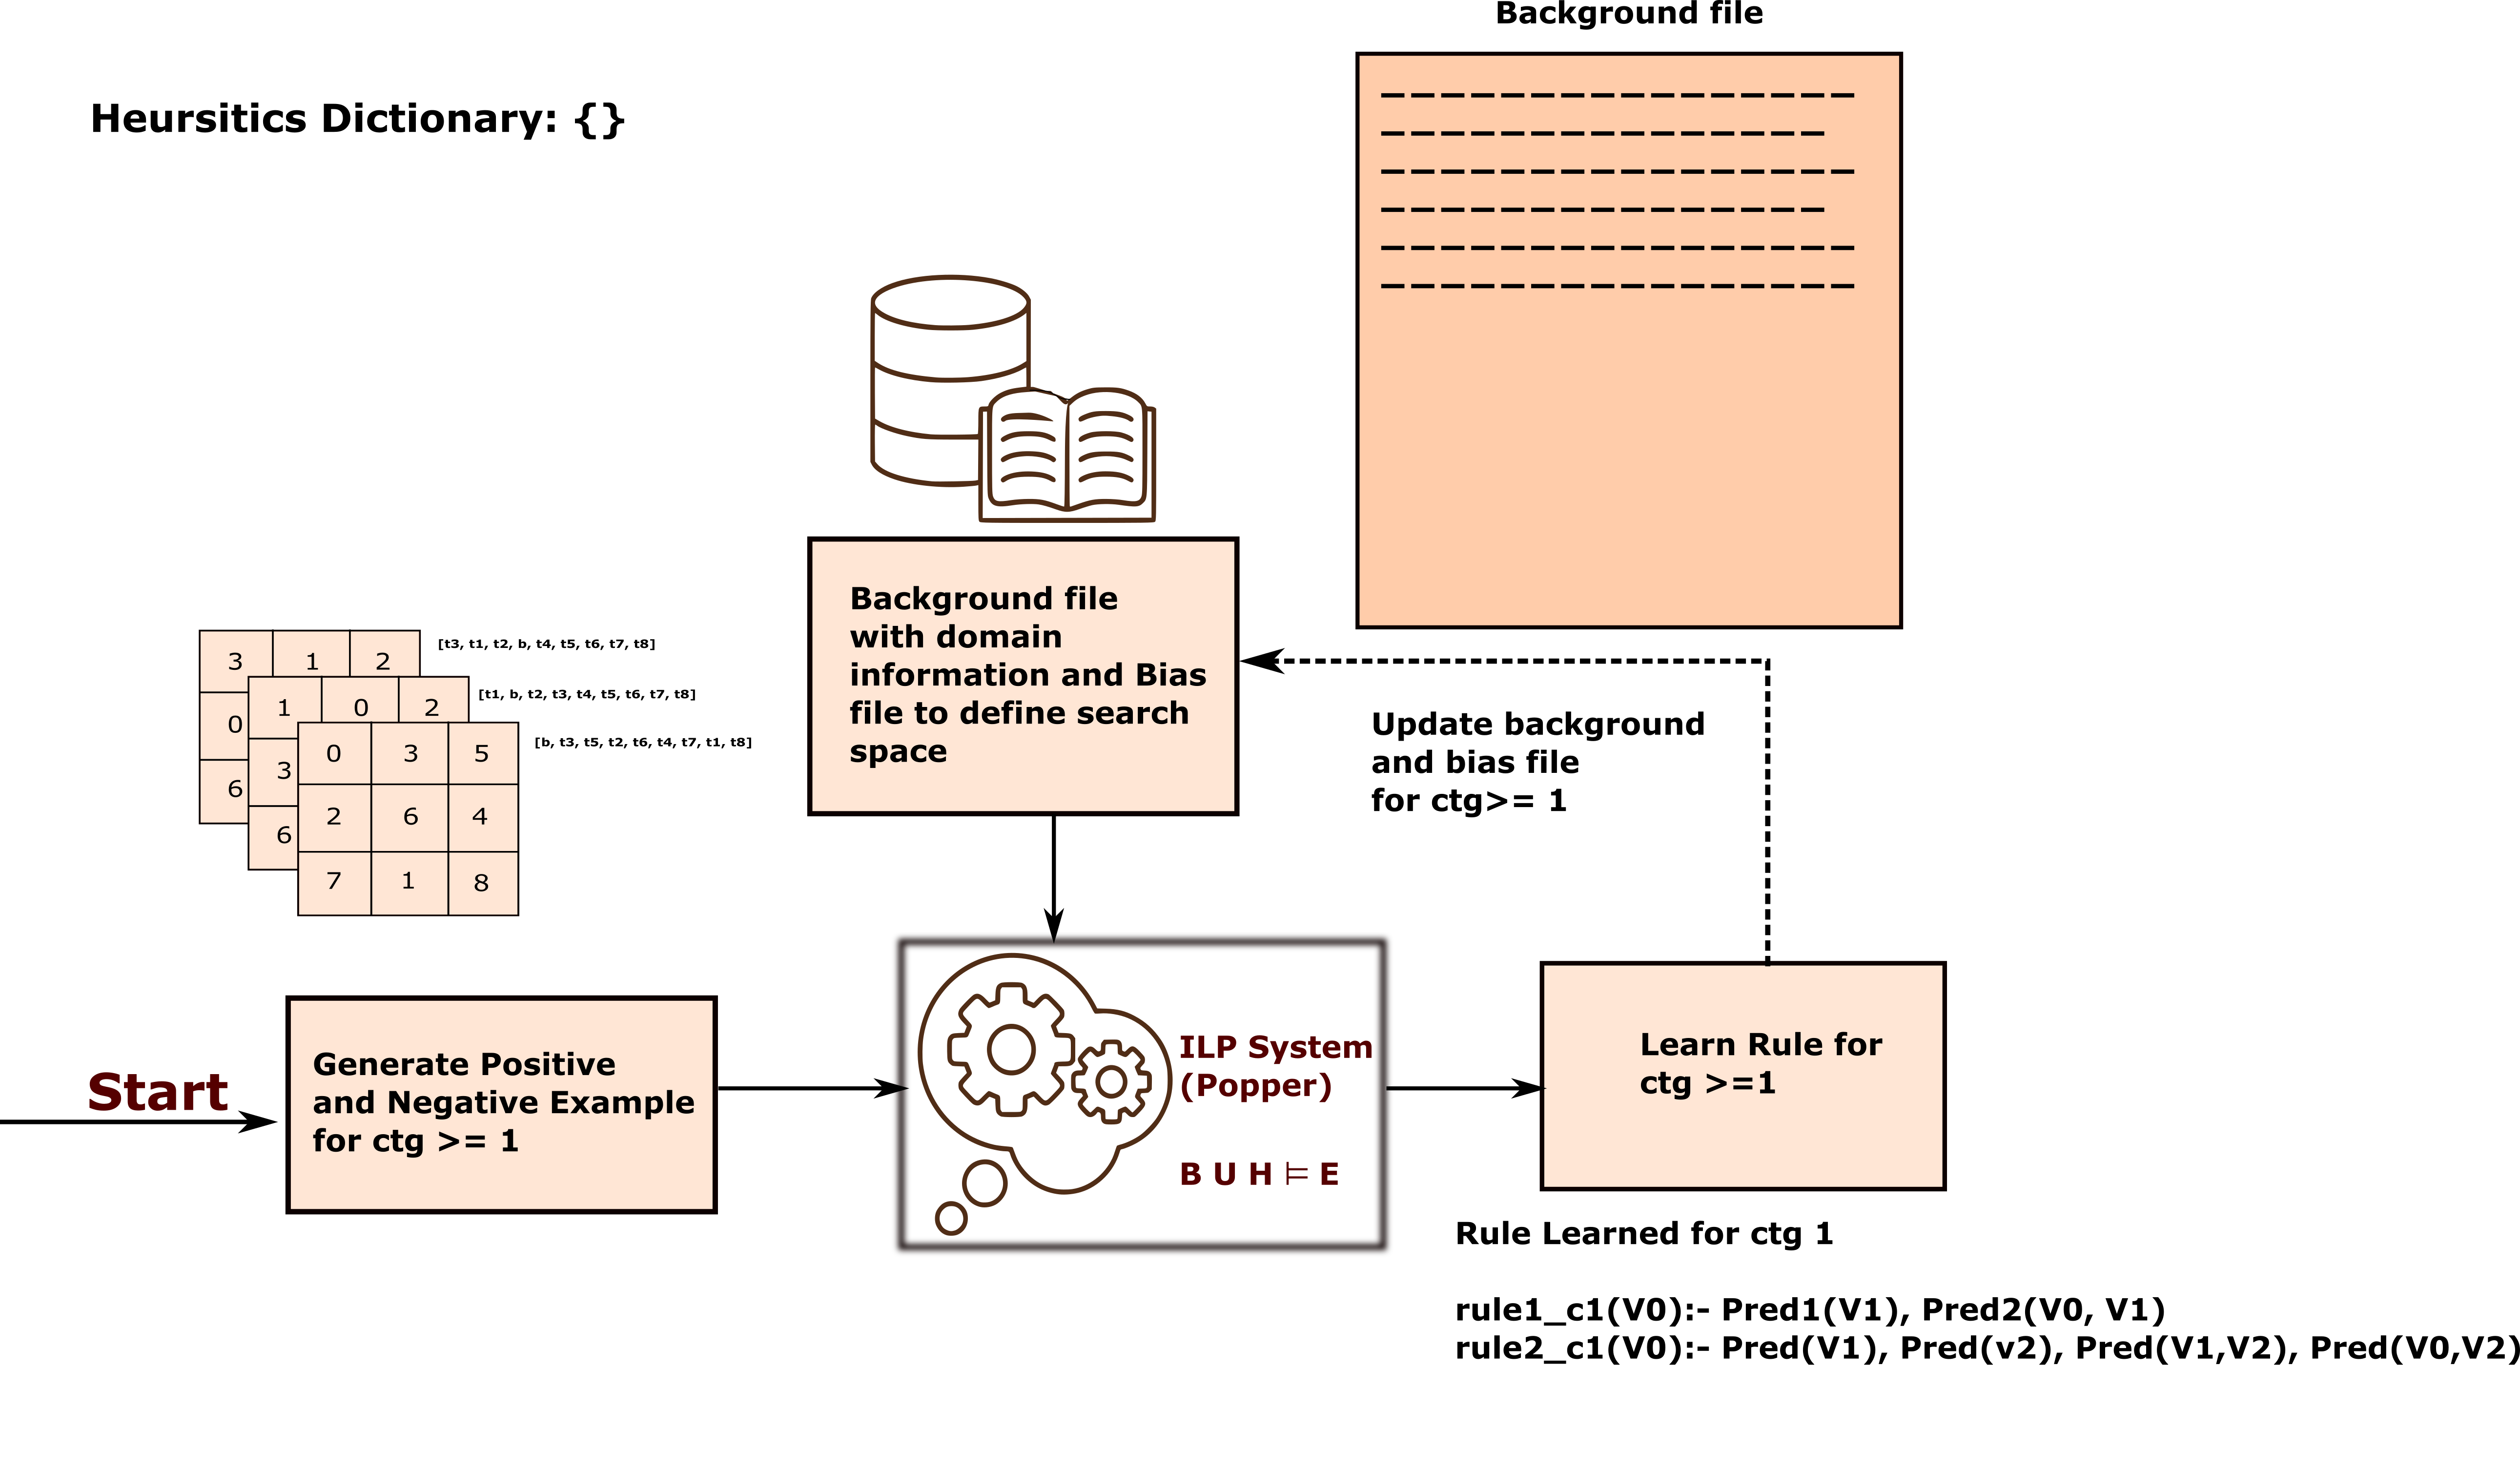 Background file
Heursitics Dictionary: {}
Background file
with domain
information and Bias
file to define search
space
3 1 2
[t3, t1, t2, b, t4, t5, t6, t7, t8]
0
6
1 0 2
[t1, b, t2, t3, t4, t5, t6, t7, t8]
3
6
0 3 5
[b, t3, t5, t2, t6, t4, t7, t1, t8]
2 6 4
7 1 8
Update background
and bias file
for ctg>= 1
Start
Generate Positive
and Negative Example
for ctg >= 1
ILP System
(Popper)
B U H ⊨ E
Learn Rule for
ctg >=1
Rule Learned for ctg 1
rule1_c1(V0):- Pred1(V1), Pred2(V0, V1)
rule2_c1(V0):- Pred(V1), Pred(v2), Pred(V1,V2), Pred(V0,V2)